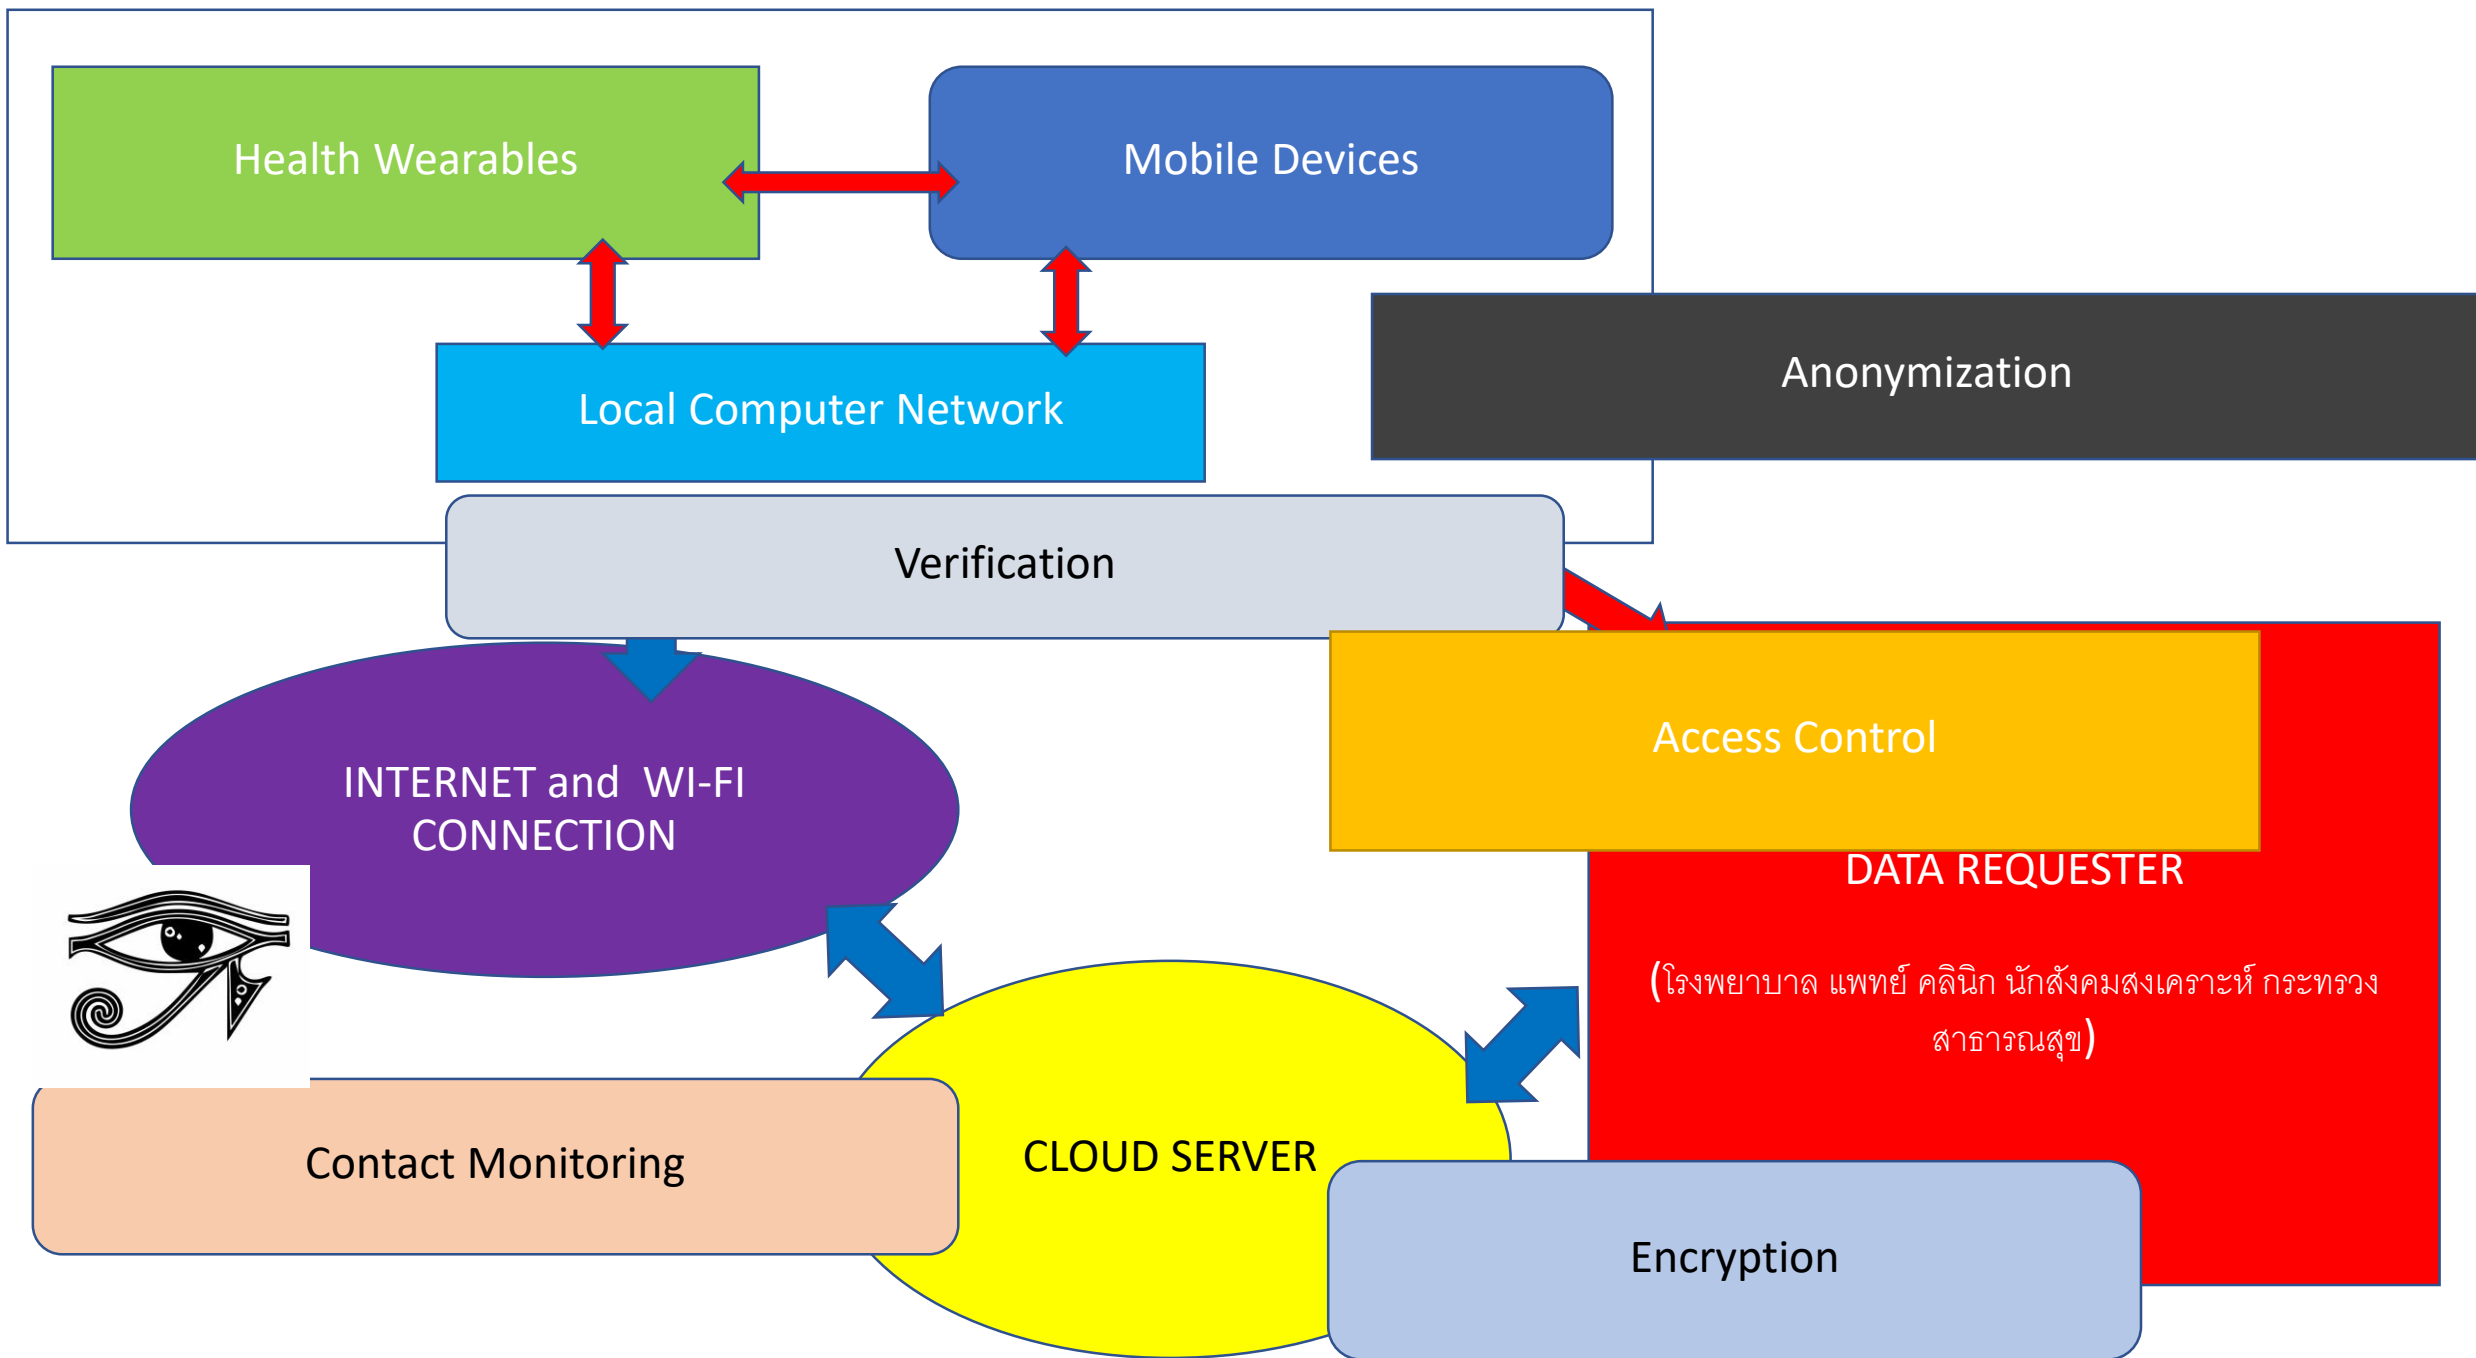 Health Wearables
Mobile Devices
Anonymization
Local Computer Network
Verification
Access Control
INTERNET and  WI-FI
CONNECTION
DATA REQUESTER
(โรงพยาบาล แพทย์ คลินิก นักสังคมสงเคราะห์ กระทรวง
สาธารณสุข)
Contact Monitoring
CLOUD SERVER
Encryption